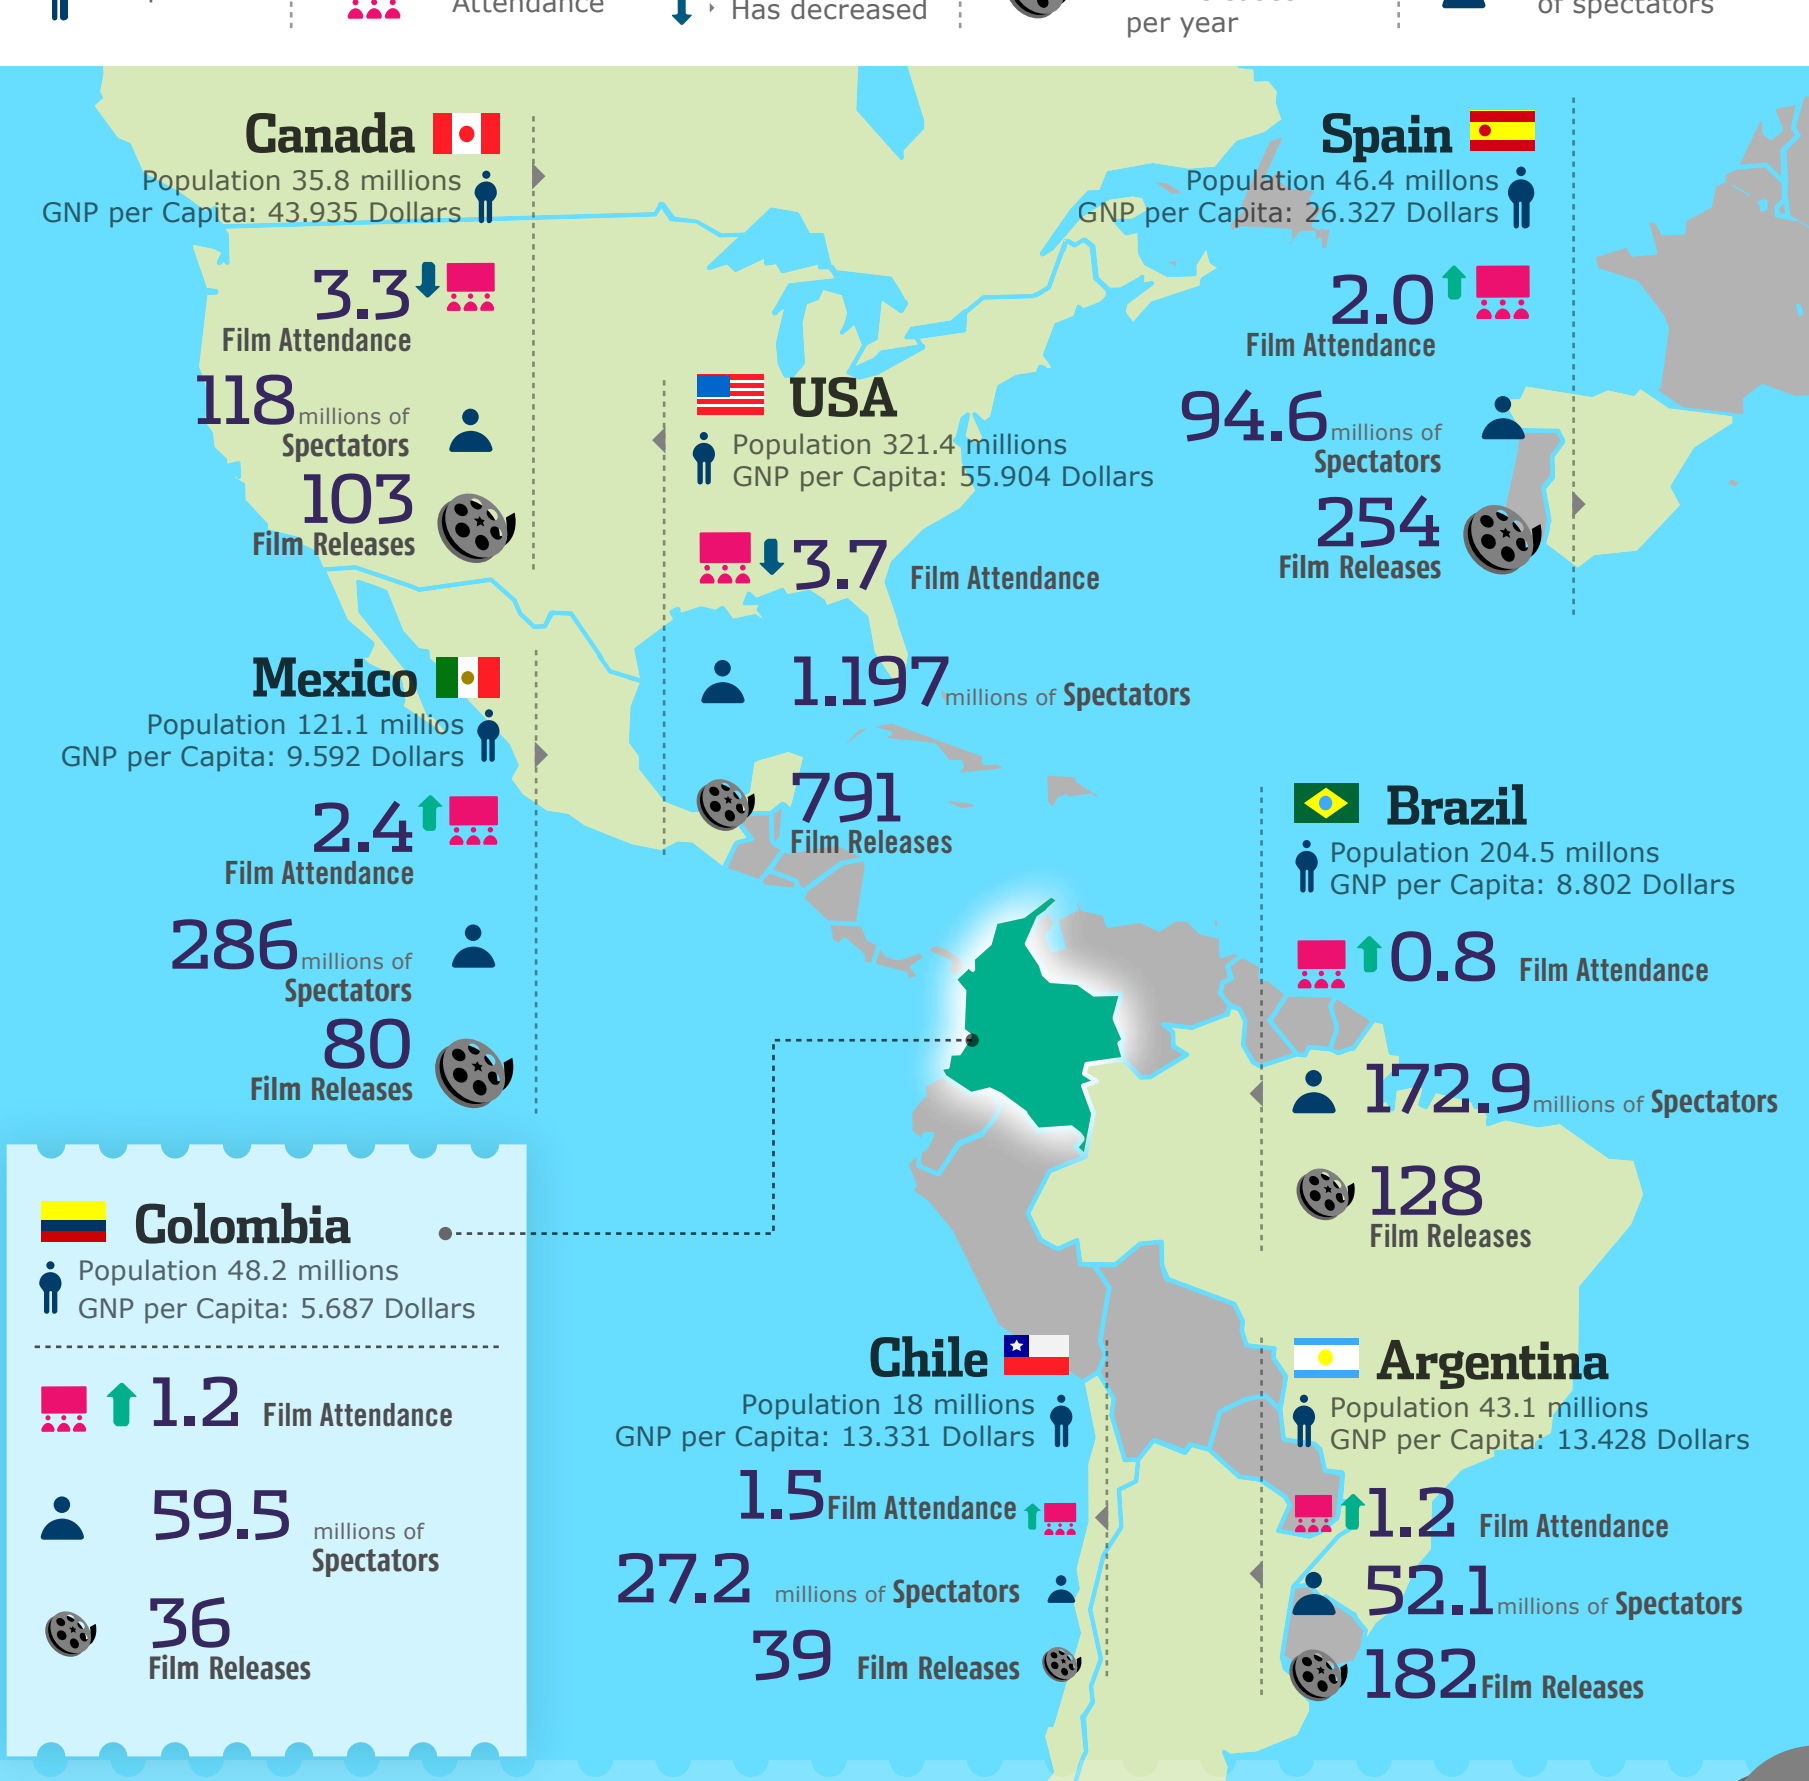 Attendance
Has decreased
per year
of spectators
Canada
Population 35.8 millions
GNP per Capita: 43.935 Dollars
3.3
Film Attendance
118 millions of
Spectators
103
Film Releases
Spain
Population 46.4 millons
GNP per Capita: 26.327 Dollars
2.0
Film Attendance
94.6 millions of
Spectators
254
Film Releases
USA
Population 321.4 millions
GNP per Capita: 55.904 Dollars
3.7 Film Attendance
1.197 millions of Spectators
791
Film Releases
Mexico
Population 121.1 millios
GNP per Capita: 9.592 Dollars
2.4
Film Attendance
286 millions of
Spectators
80
Film Releases
Brazil
Population 204.5 millons
GNP per Capita: 8.802 Dollars
0.8 Film Attendance
172.9 millions of Spectators
128
Film Releases
Colombia
Population 48.2 millions
GNP per Capita: 5.687 Dollars
1.2 Film Attendance
59.5 millions of
Spectators
36
Film Releases
Chile
Population 18 millions
GNP per Capita: 13.331 Dollars
1.5 Film Attendance
27.2 millions of Spectators
39 Film Releases
Argentina
Population 43.1 millions
GNP per Capita: 13.428 Dollars
1.2 Film Attendance
52.1 millions of Spectators
182 Film Releases